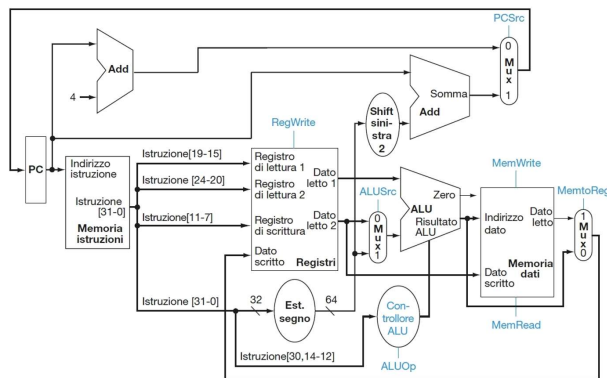 PCSrc
Add
4
0
M
u
x
1
Somma
Add
Shift
sini-
stra
2
RegWrite
PC
Indirizzo
istruzione
Istruzione
[31-0]
Memoria
istruzioni
Istruzione[19-15]
Istruzione [24-20]
Istruzione[11-7]
Registro
di lettura 1
Registro
di lettura 2
Registro
di scrittura
Dato
scritto
Dato
letto 1
Dato
letto 2
Registri
ALUSrc
0
M
u
x
1
Zero
ALU
Risultato
ALU
MemWrite
Indirizzo
dato
Dato
letto
Dato
scritto
Memoria
dati
MemRead
MemtoReg
1
M
u
x
0
Istruzione [31-0]
32
Est.
segno
64
Con-
trollore
ALU
Istruzione[30,14-12]
ALUOp